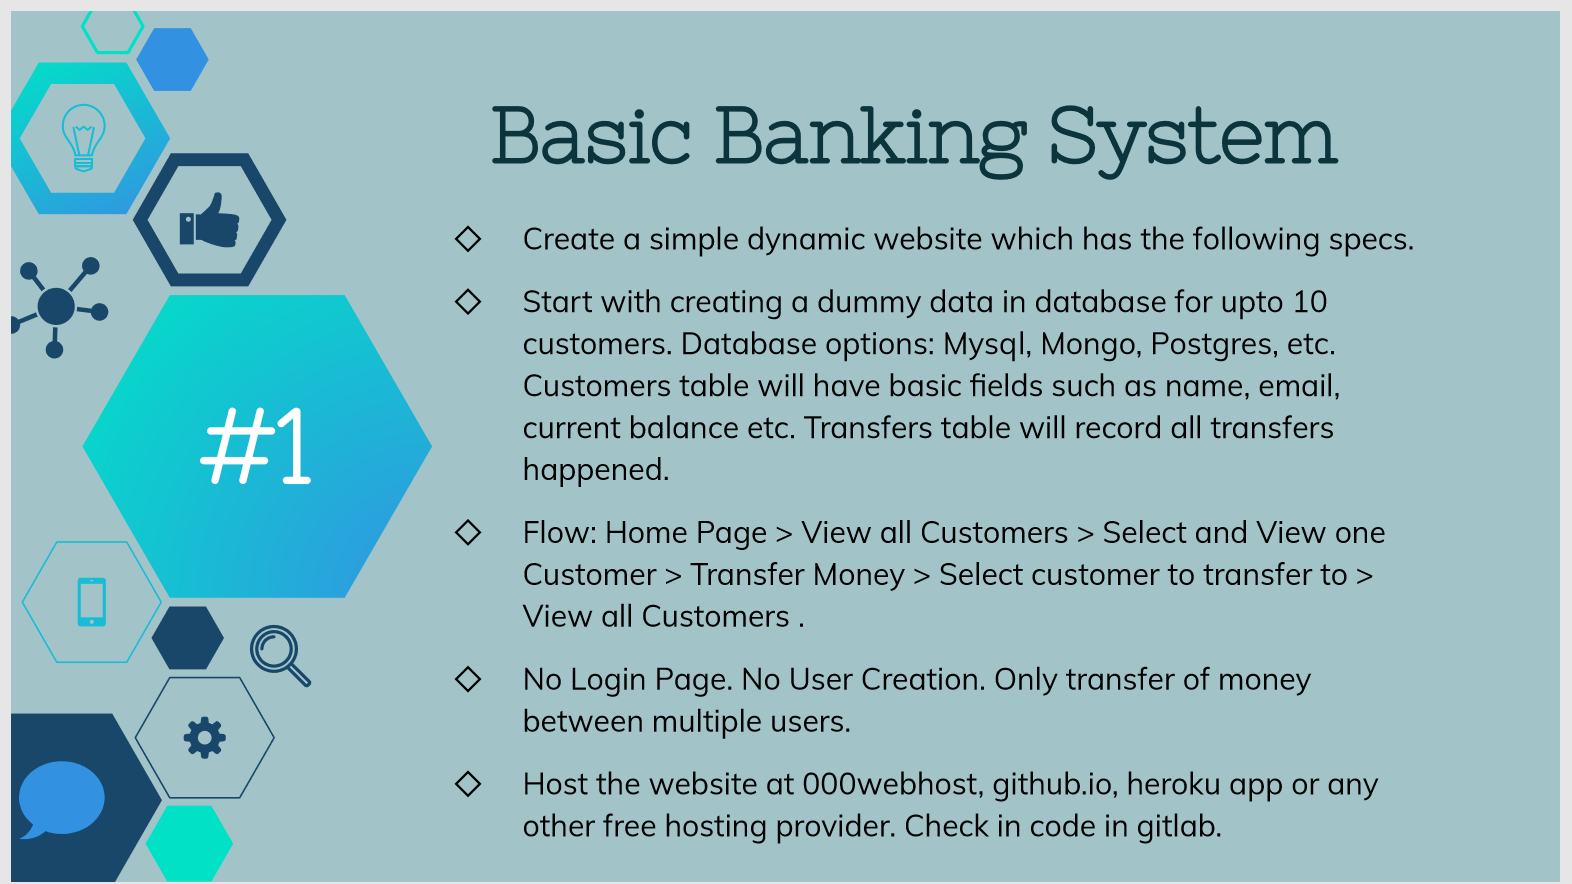 Basic Banking System
Create a simple dynamic website which has the following specs.
Start with creating a dummy data in database for upto 10
customers. Database options: Mysql, Mongo, Postgres, etc.
Customers table will have basic fields such as name, email,
current balance etc. Transfers table will record all transfers
happened.
#1
Flow: Home Page > View all Customers > Select and View one
Customer > Transfer Money > Select customer to transfer to >
View all Customers .
No Login Page. No User Creation. Only transfer of money
between multiple users.
Host the website at 000webhost, github.io, heroku app or any
other free hosting provider. Check in code in gitlab.